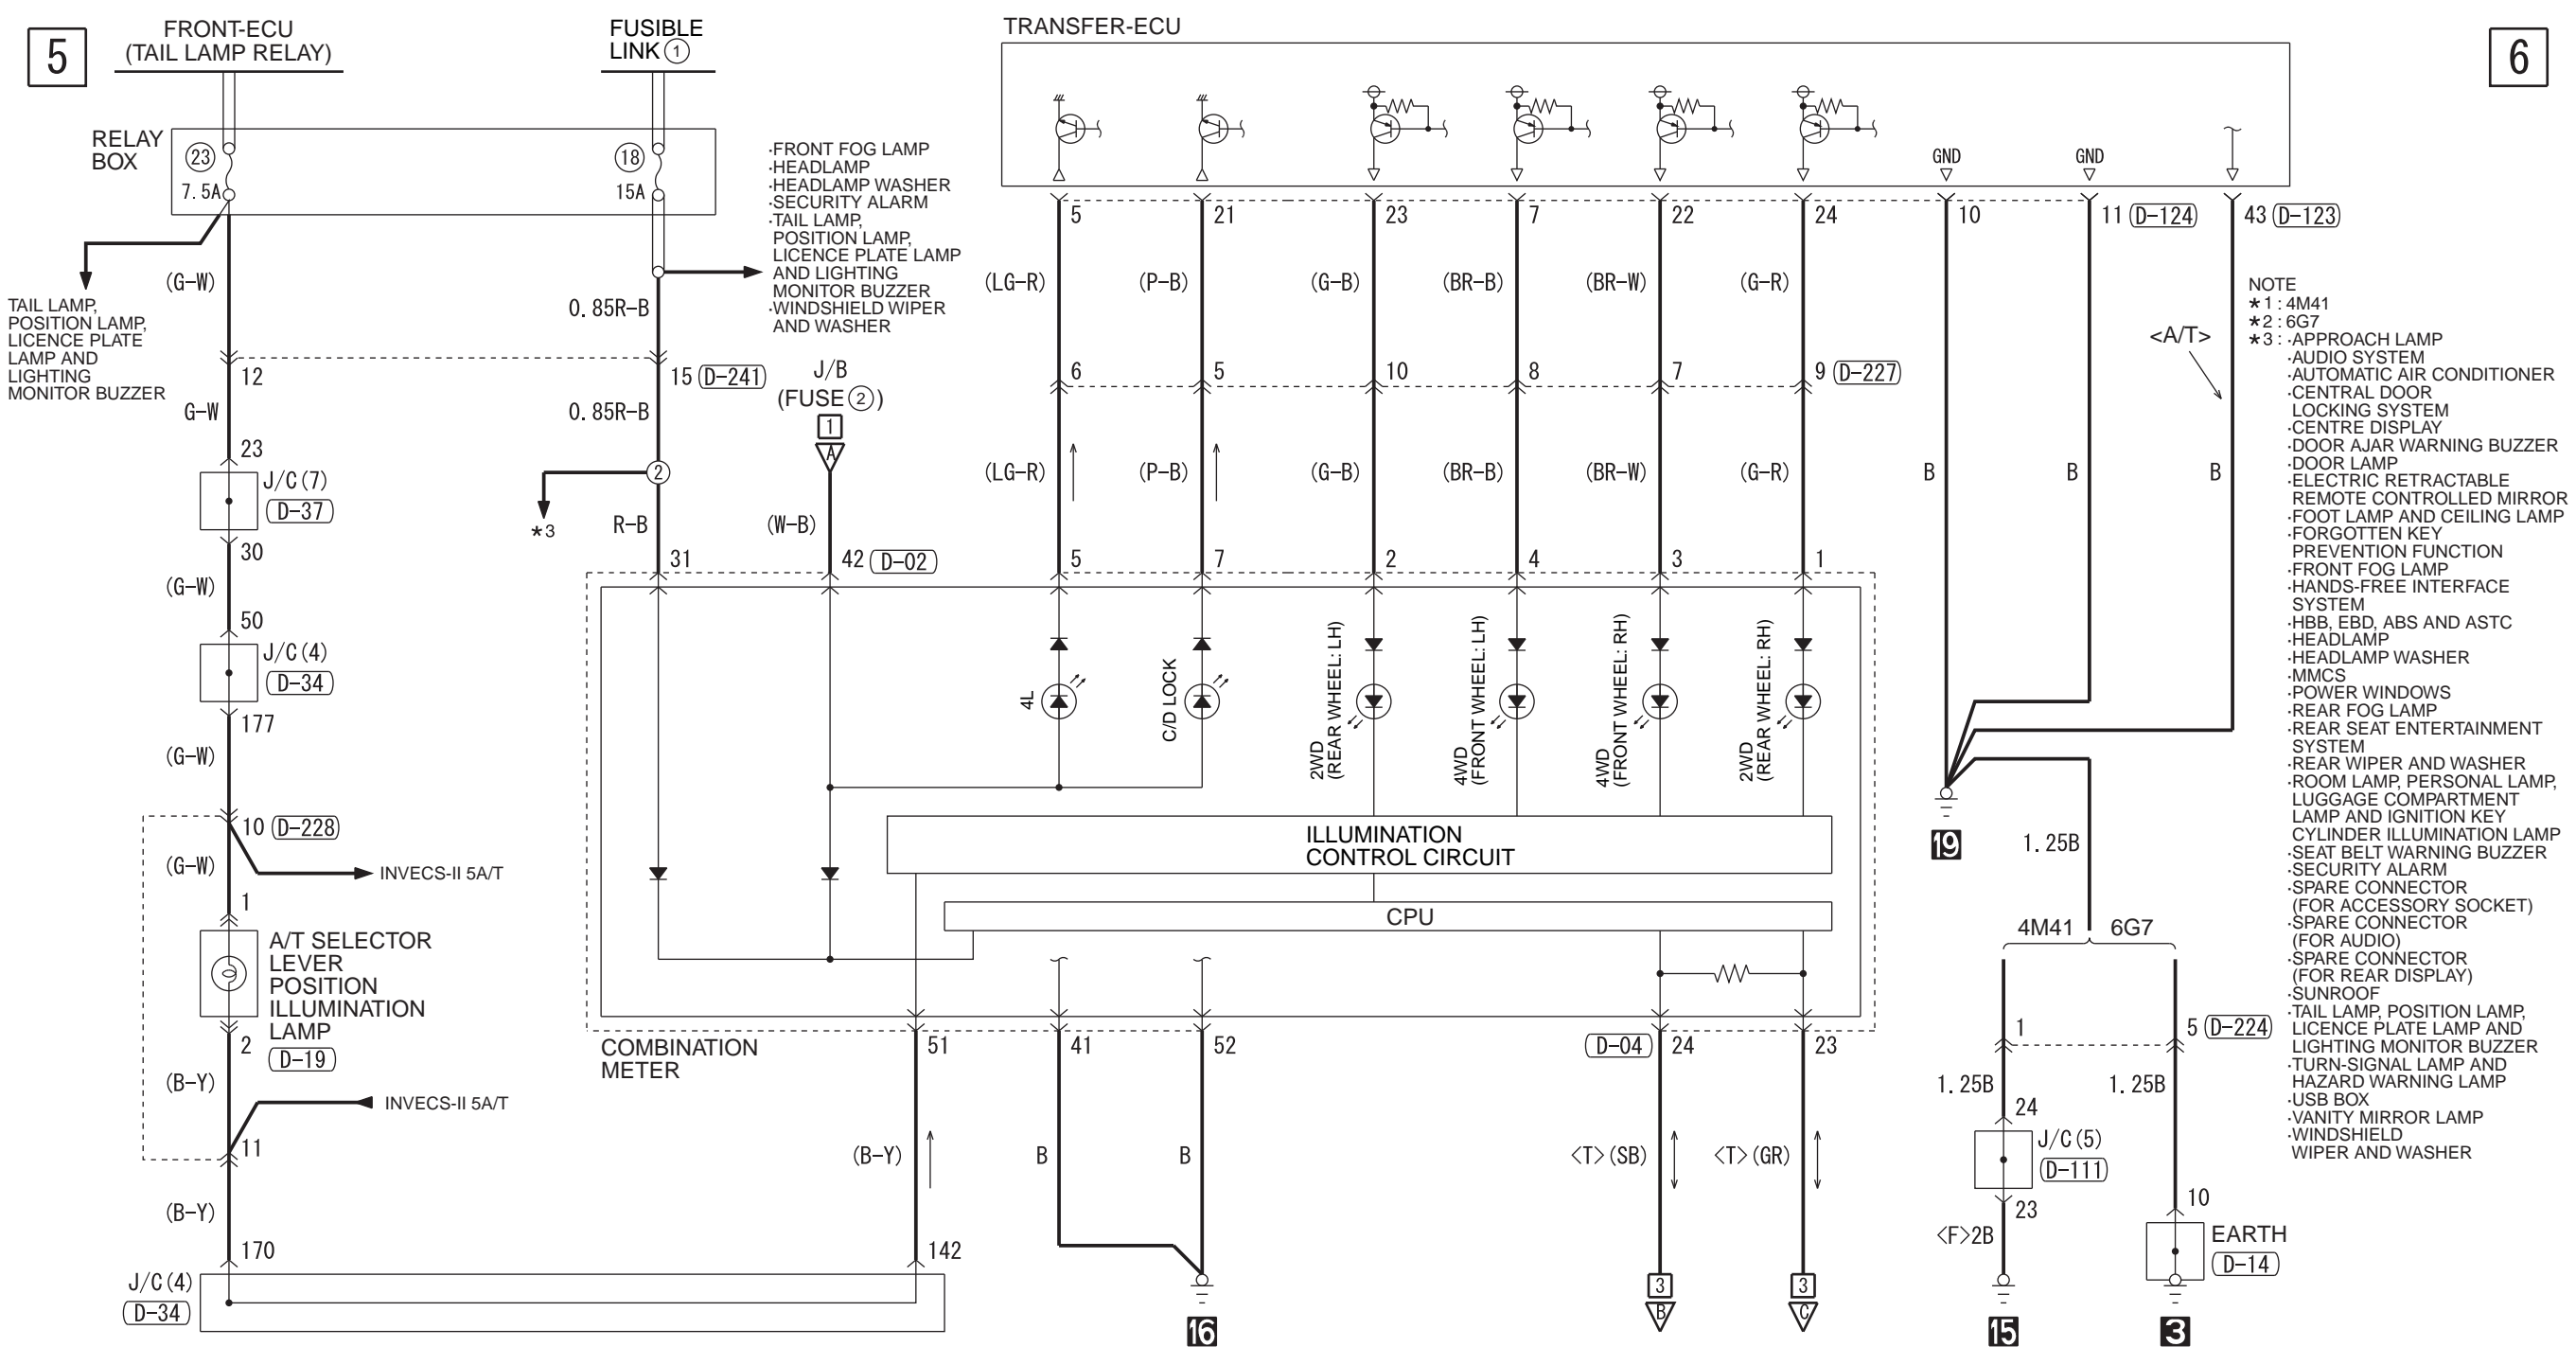 5
FRONT-ECU
(TAIL LAMP RELAY)
FUSIBLE
LINK ①
TRANSFER-ECU
6
RELAY
BOX
23
7.5A
18
15A
·FRONT FOG LAMP
·HEADLAMP
·HEADLAMP WASHER
·SECURITY ALARM
·TAIL LAMP,
POSITION LAMP,
LICENCE PLATE LAMP
AND LIGHTING
MONITOR BUZZER
·WINDSHIELD WIPER
AND WASHER
GND
GND
5
21
23
7
22
24
10
11 (D-124)
43 (D-123)
(G-W)
0.85R-B
(LG-R)
(P-B)
(G-B)
(BR-B)
(BR-W)
(G-R)
TAIL LAMP,
POSITION LAMP,
LICENCE PLATE
LAMP AND
LIGHTING
MONITOR BUZZER
12
15 (D-241)
J/B
(FUSE ②)
1
A
6
5
10
8
7
9 (D-227)
<A/T>
G-W
0.85R-B
23
J/C(7)
D-37
30
2
*3
R-B
(W-B)
(LG-R)
(P-B)
(G-B)
(BR-B)
(BR-W)
(G-R)
B
B
B
31
42 (D-02)
5
7
2
4
3
1
(G-W)
50
J/C(4)
D-34
177
(G-W)
10 (D-228)
(G-W)
INVECS-II 5A/T
1
A/T SELECTOR
LEVER
POSITION
ILLUMINATION
LAMP
2
D-19
(B-Y)
INVECS-II 5A/T
11
(B-Y)
170
J/C(4)
D-34
4L
C/D LOCK
2WD
(REAR WHEEL: LH)
4WD
(FRONT WHEEL: LH)
4WD
(FRONT WHEEL: RH)
2WD
(REAR WHEEL: RH)
ILLUMINATION
CONTROL CIRCUIT
CPU
COMBINATION
METER
51
41
52
(D-04) 24
23
(B-Y)
B
B
<T>(SB)
<T>(GR)
142
16
3
B
3
C
19
1.25B
4M41
6G7
1
5 (D-224)
1.25B
1.25B
24
J/C(5)
D-111
23
<F>2B
15
10
EARTH
D-14
3
NOTE
*1 : 4M41
*2 : 6G7
*3 : ·APPROACH LAMP
·AUDIO SYSTEM
·AUTOMATIC AIR CONDITIONER
·CENTRAL DOOR
LOCKING SYSTEM
·CENTRE DISPLAY
·DOOR AJAR WARNING BUZZER
·DOOR LAMP
·ELECTRIC RETRACTABLE
REMOTE CONTROLLED MIRROR
·FOOT LAMP AND CEILING LAMP
·FORGOTTEN KEY
PREVENTION FUNCTION
·FRONT FOG LAMP
·HANDS-FREE INTERFACE
SYSTEM
·HBB, EBD, ABS AND ASTC
·HEADLAMP
·HEADLAMP WASHER
·MMCS
·POWER WINDOWS
·REAR FOG LAMP
·REAR SEAT ENTERTAINMENT
SYSTEM
·REAR WIPER AND WASHER
·ROOM LAMP, PERSONAL LAMP,
LUGGAGE COMPARTMENT
LAMP AND IGNITION KEY
CYLINDER ILLUMINATION LAMP
·SEAT BELT WARNING BUZZER
·SECURITY ALARM
·SPARE CONNECTOR
(FOR ACCESSORY SOCKET)
·SPARE CONNECTOR
(FOR AUDIO)
·SPARE CONNECTOR
(FOR REAR DISPLAY)
·SUNROOF
·TAIL LAMP, POSITION LAMP,
LICENCE PLATE LAMP AND
LIGHTING MONITOR BUZZER
·TURN-SIGNAL LAMP AND
HAZARD WARNING LAMP
·USB BOX
·VANITY MIRROR LAMP
·WINDSHIELD
WIPER AND WASHER